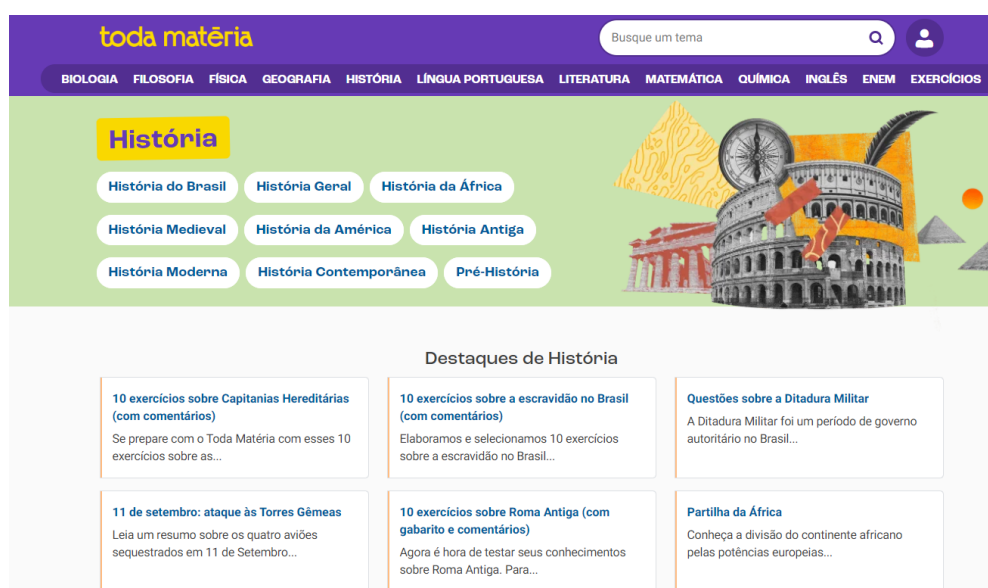 toda matēria
Busque um tema
BIOLOGIA FILOSOFIA FÍSICA GEOGRAFIA HISTÓRIA LÍNGUA PORTUGUESA LITERATURA MATEMÁTICA QUÍMICA INGLÊS ENEM EXERCÍCIOS
História
História do Brasil História Geral História da África
História Medieval História da América História Antiga
História Moderna História Contemporânea Pré-História
Destaques de História
10 exercícios sobre Capitanias Hereditárias
(com comentários)
Se prepare com o Toda Matéria com esses 10
exercícios sobre as...
10 exercícios sobre a escravidão no Brasil
(com comentários)
Elaboramos e selecionamos 10 exercícios
sobre a escravidão no Brasil...
Questões sobre a Ditadura Militar
A Ditadura Militar foi um período de governo
autoritário no Brasil...
11 de setembro: ataque às Torres Gêmeas
Leia um resumo sobre os quatro aviões
sequestrados em 11 de Setembro...
10 exercícios sobre Roma Antiga (com
gabarito e comentários)
Agora é hora de testar seus conhecimentos
sobre Roma Antiga. Para...
Partilha da África
Conheça a divisão do continente africano
pelas potências europeias...